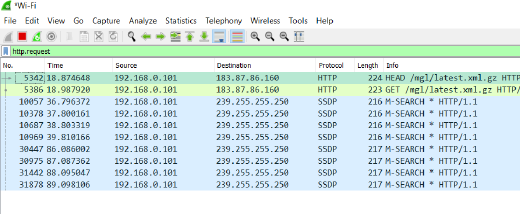 *Wi-Fi
File Edit View Go Capture Analyze Statistics Telephony Wireless Tools Help
http.request
No. Time Source Destination Protocol Length Info
5342 18.874648 192.168.0.101 183.87.86.160 HTTP 224 HEAD /mgl/latest.xml.gz HTTP
5386 18.987920 192.168.0.101 183.87.86.160 HTTP 223 GET /mgl/latest.xml.gz HTTP
10057 36.796372 192.168.0.101 239.255.255.250 SSDP 216 M-SEARCH * HTTP/1.1
10378 37.800161 192.168.0.101 239.255.255.250 SSDP 216 M-SEARCH * HTTP/1.1
10687 38.803319 192.168.0.101 239.255.255.250 SSDP 216 M-SEARCH * HTTP/1.1
10969 39.810166 192.168.0.101 239.255.255.250 SSDP 216 M-SEARCH * HTTP/1.1
30447 86.086002 192.168.0.101 239.255.255.250 SSDP 217 M-SEARCH * HTTP/1.1
30975 87.087362 192.168.0.101 239.255.255.250 SSDP 217 M-SEARCH * HTTP/1.1
31442 88.095047 192.168.0.101 239.255.255.250 SSDP 217 M-SEARCH * HTTP/1.1
31878 89.098106 192.168.0.101 239.255.255.250 SSDP 217 M-SEARCH * HTTP/1.1